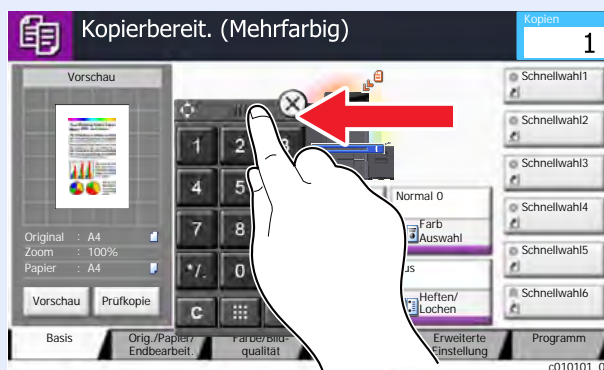 Kopierbereit. (Mehrfarbig)
Kopien
1
Vorschau
Original : A4
Zoom : 100%
Papier : A4
Vorschau
Prüfkopie
1
2
3
4
5
7
8
*/.
0
C
Normal 0
Farb
Auswahl
Heften/
Lochen
Schnellwahl1
Schnellwahl2
Schnellwahl3
Schnellwahl4
Schnellwahl5
Schnellwahl6
Basis
Orig./Papier/
Endbearbeit.
Farbe/Bild-
qualität
Erweiterte
Einstellung
Programm